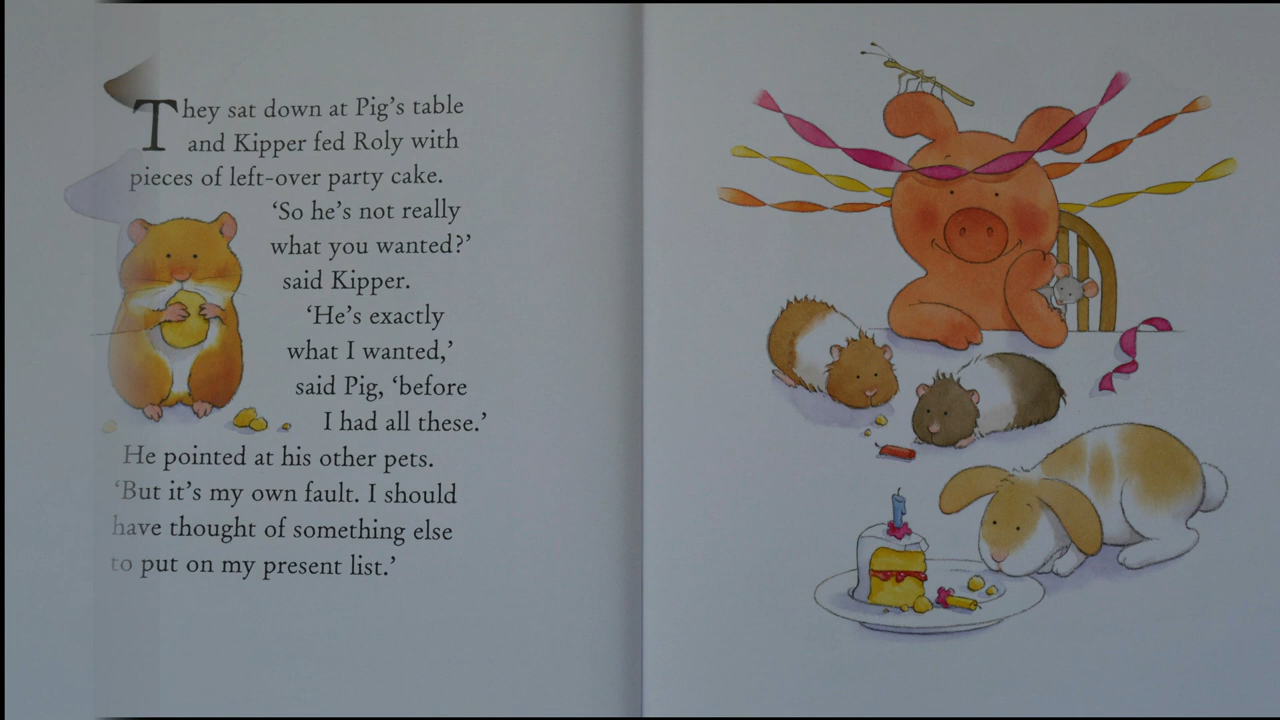 They sat down at Pig's table
and Kipper fed Roly with
pieces of left-over party cake.
‘So he's not really
what you wanted?’
said Kipper.
‘He's exactly
what I wanted,’
said Pig, ‘before
I had all these.’
He pointed at his other pets.
‘But it's my own fault. I should
have thought of something else
to put on my present list.’